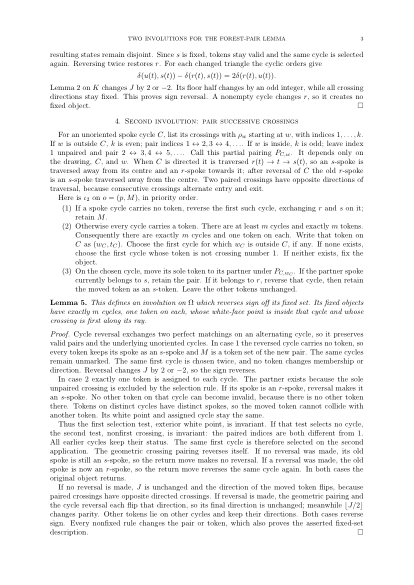 TWO INVOLUTIONS FOR THE FOREST-PAIR LEMMA 3
resulting states remain disjoint. Since s is fixed, tokens stay valid and the same cycle is selected
again. Reversing twice restores r. For each changed triangle the cyclic orders give
δ(u(t), s(t)) − δ(r(t), s(t)) = 2δ(r(t), u(t)).
Lemma 2 on K changes J by 2 or −2. Its floor half changes by an odd integer, while all crossing
directions stay fixed. This proves sign reversal. A nonempty cycle changes r, so it creates no
fixed object. □
4. Second involution: pair successive crossings
For an unoriented spoke cycle C, list its crossings with ρ_w starting at w, with indices 1, . . . , k.
If w is outside C, k is even; pair indices 1 ↔ 2, 3 ↔ 4, . . . . If w is inside, k is odd; leave index
1 unpaired and pair 2 ↔ 3, 4 ↔ 5, . . . . Call this partial pairing P_{C,w}. It depends only on
the drawing, C, and w. When C is directed it is traversed r(t) → t → s(t), so an s-spoke is
traversed away from its centre and an r-spoke towards it; after reversal of C the old r-spoke
is an s-spoke traversed away from the centre. Two paired crossings have opposite directions of
traversal, because consecutive crossings alternate entry and exit.
Here is ι₂ on o = (p, M), in priority order.
(1) If a spoke cycle carries no token, reverse the first such cycle, exchanging r and s on it;
retain M.
(2) Otherwise every cycle carries a token. There are at most m cycles and exactly m tokens.
Consequently there are exactly m cycles and one token on each. Write that token on
C as (w_C, t_C). Choose the first cycle for which w_C is outside C, if any. If none exists,
choose the first cycle whose token is not crossing number 1. If neither exists, fix the
object.
(3) On the chosen cycle, move its sole token to its partner under P_{C,w_C}. If the partner spoke
currently belongs to s, retain the pair. If it belongs to r, reverse that cycle, then retain
the moved token as an s-token. Leave the other tokens unchanged.
Lemma 5. This defines an involution on Ω which reverses sign off its fixed set. Its fixed objects
have exactly m cycles, one token on each, whose white-face point is inside that cycle and whose
crossing is first along its ray.
Proof. Cycle reversal exchanges two perfect matchings on an alternating cycle, so it preserves
valid pairs and the underlying unoriented cycles. In case 1 the reversed cycle carries no token, so
every token keeps its spoke as an s-spoke and M is a token set of the new pair. The same cycles
remain unmarked. The same first cycle is chosen twice, and no token changes membership or
direction. Reversal changes J by 2 or −2, so the sign reverses.
In case 2 exactly one token is assigned to each cycle. The partner exists because the sole
unpaired crossing is excluded by the selection rule. If its spoke is an r-spoke, reversal makes it
an s-spoke. No other token on that cycle can become invalid, because there is no other token
there. Tokens on distinct cycles have distinct spokes, so the moved token cannot collide with
another token. Its white point and assigned cycle stay the same.
Thus the first selection test, exterior white point, is invariant. If that test selects no cycle,
the second test, nonfirst crossing, is invariant: the paired indices are both different from 1.
All earlier cycles keep their status. The same first cycle is therefore selected on the second
application. The geometric crossing pairing reverses itself. If no reversal was made, its old
spoke is still an s-spoke, so the return move makes no reversal. If a reversal was made, the old
spoke is now an r-spoke, so the return move reverses the same cycle again. In both cases the
original object returns.
If no reversal is made, J is unchanged and the direction of the moved token flips, because
paired crossings have opposite directions. If reversal is made, the geometric pairing and
the cycle reversal each flip that direction, so its final direction is unchanged; meanwhile ⌊J/2⌋
changes parity. Other tokens lie on other cycles and keep their directions. Both cases reverse
sign. Every nonfixed rule changes the pair or token, which also proves the asserted fixed-set
description. □